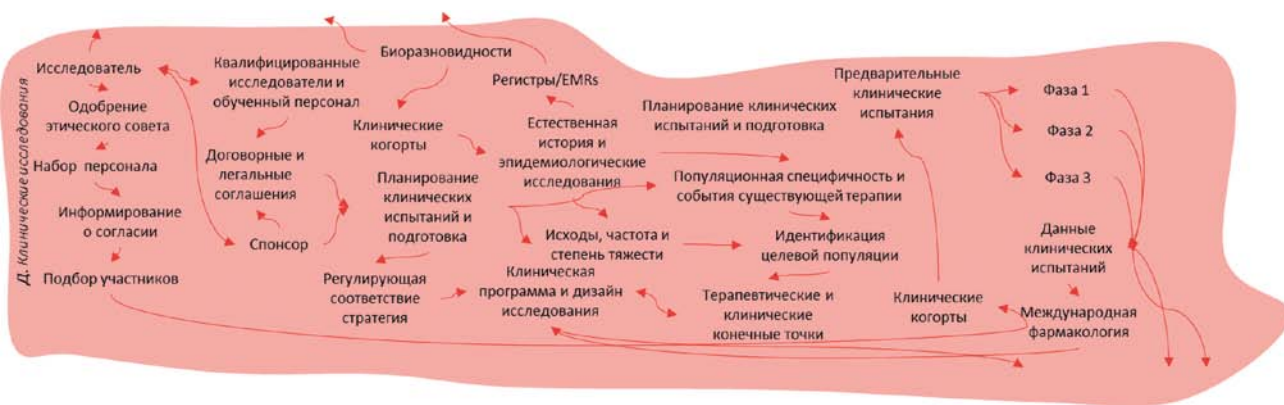 Д. Клинические исследования
Исследователь
Одобрение
этического совета
Набор персонала
Информирование
о согласии
Подбор участников
Квалифицированные
исследователи и
обученный персонал
Договорные и
легальные
соглашения
Спонсор
Биоразновидности
Клинические
когорты
Планирование
клинических
испытаний и
подготовка
Регулирующая
соответствие
стратегия
Регистры/EMRs
Естественная
история и
эпидемиологические
исследования
Исходы, частота и
степень тяжести
Клиническая
программа и дизайн
исследования
Планирование клинических
испытаний и подготовка
Популяционная специфичность и
события существующей терапии
Идентификация
целевой популяции
Терапевтические и
клинические
конечные точки
Предварительные
клинические
испытания
Клинические
когорты
Фаза 1
Фаза 2
Фаза 3
Данные
клинических
испытаний
Международная
фармакология